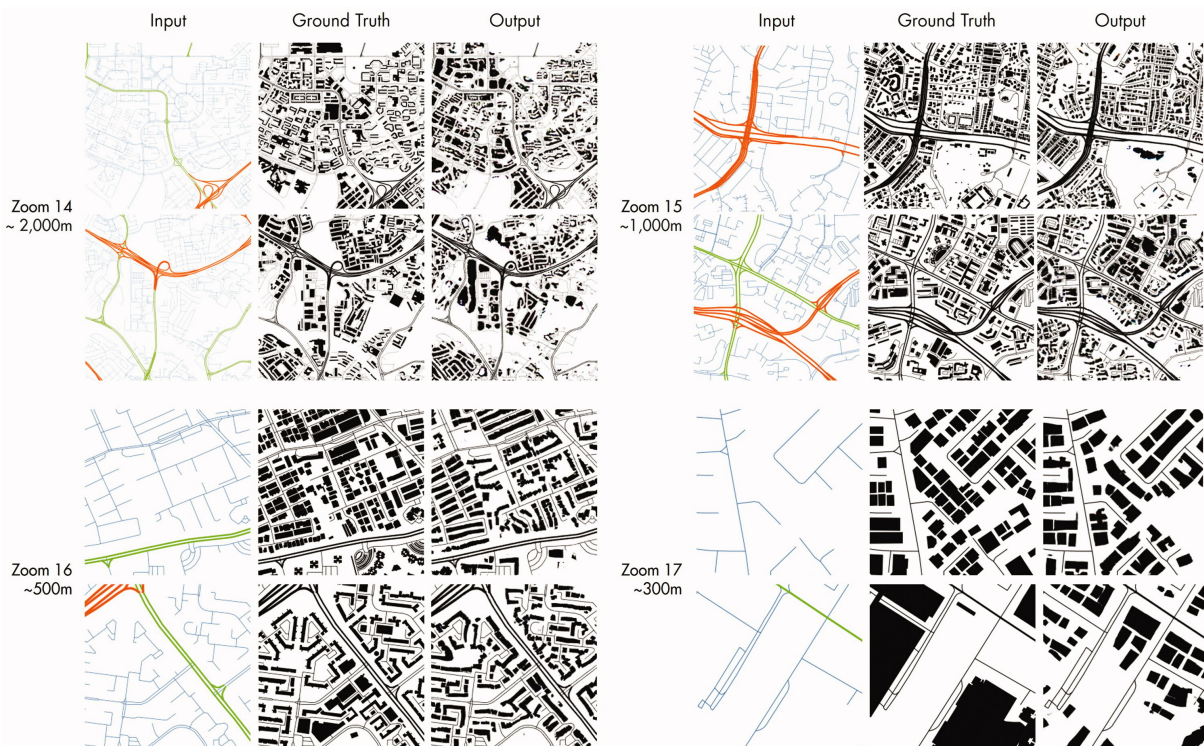 Input Ground Truth Output
Input Ground Truth Output
Zoom 14
~ 2,000m
Zoom 15
~1,000m
Zoom 16
~500m
Zoom 17
~300m